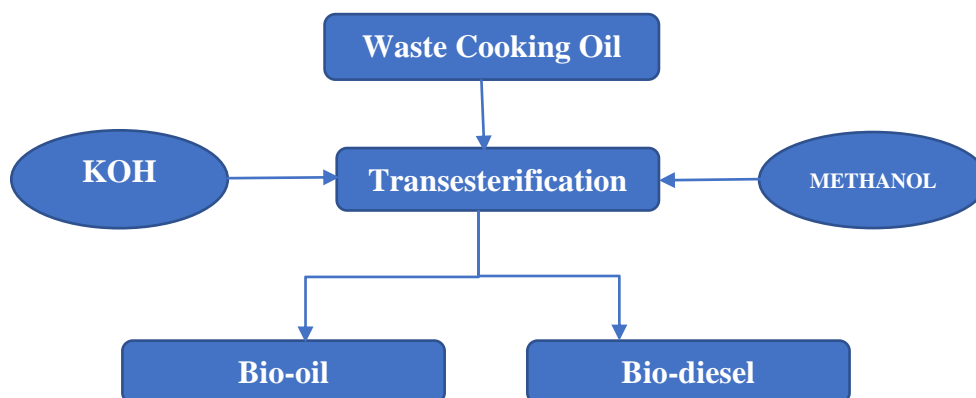 Waste Cooking Oil
KOH
Transesterification
METHANOL
Bio-oil
Bio-diesel